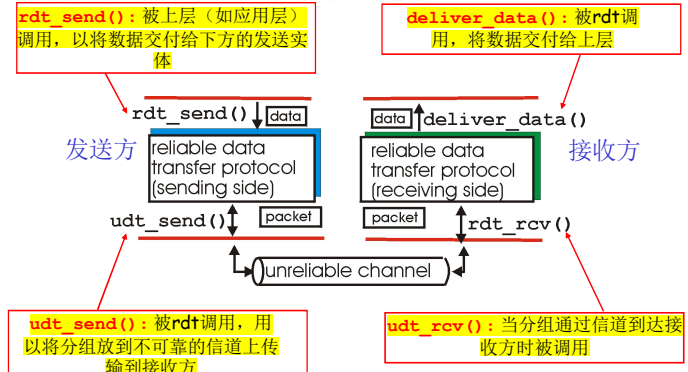 rdt_send():被上层（如应用层）
调用，以将数据交付给下方的发送实
体
deliver_data():被rdt调
用，将数据交付给上层
rdt_send()
data
data
deliver_data()
发送方
reliable data
transfer protocol
(sending side)
reliable data
transfer protocol
(receiving side)
接收方
udt_send()
packet
packet
rdt_rcv()
unreliable channel
udt_send():被rdt调用，用
以将分组放到不可靠的信道上传
输到接收方
udt_rcv():当分组通过信道到达接
收方时被调用